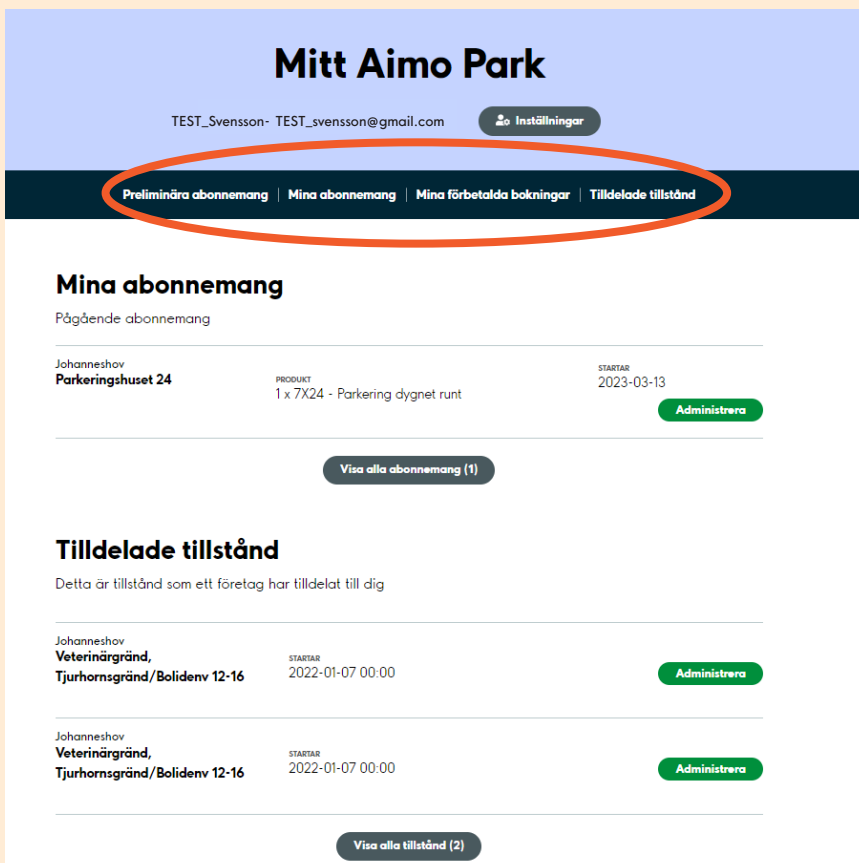 Mitt Aimo Park
TEST_Svensson- TEST_svensson@gmail.com
Inställningar
Preliminära abonnemang | Mina abonnemang | Mina förbetalda bokningar | Tilldelade tillstånd
Mina abonnemang
Pågående abonnemang
Johanneshov
Parkeringshuset 24
PRODUKT
1 x 7X24 - Parkering dygnet runt
STARTAR
2023-03-13
Administrera
Visa alla abonnemang (1)
Tilldelade tillstånd
Detta är tillstånd som ett företag har tilldelat till dig
Johanneshov
Veterinärgränd,
Tjurhornsgränd/Bolidenv 12-16
STARTAR
2022-01-07 00:00
Administrera
Johanneshov
Veterinärgränd,
Tjurhornsgränd/Bolidenv 12-16
STARTAR
2022-01-07 00:00
Administrera
Visa alla tillstånd (2)